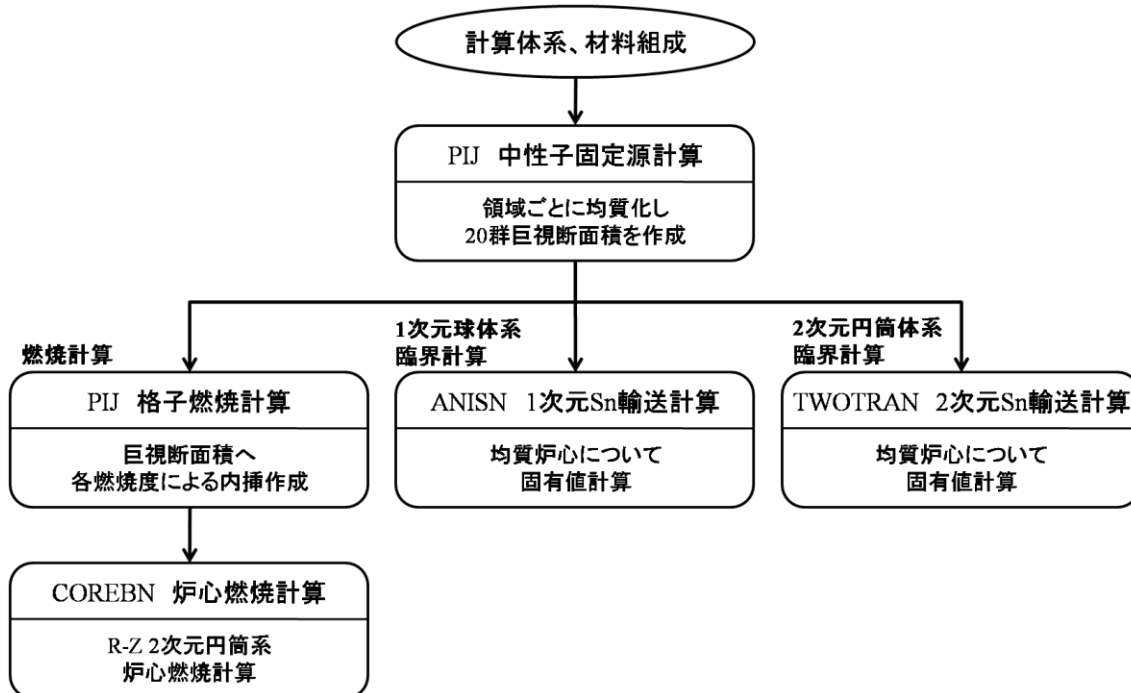 計算体系、材料組成
PIJ 中性子固定源計算
領域ごとに均質化し
20群巨視断面積を作成
燃焼計算
PIJ 格子燃焼計算
巨視断面積へ
各燃焼度による内挿作成
COREBN 炉心燃焼計算
R-Z 2次元円筒系
炉心燃焼計算
1次元球体系
臨界計算
ANISN 1次元Sn輸送計算
均質炉心について
固有値計算
2次元円筒体系
臨界計算
TWOTRAN 2次元Sn輸送計算
均質炉心について
固有値計算